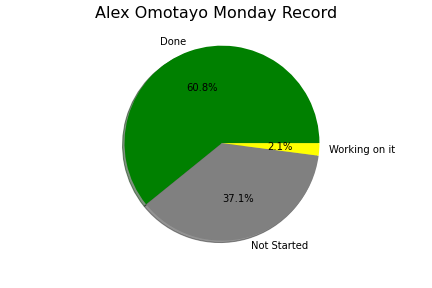 Alex Omotayo Monday Record
Done
60.8%
2.1%
Working on it
37.1%
Not Started